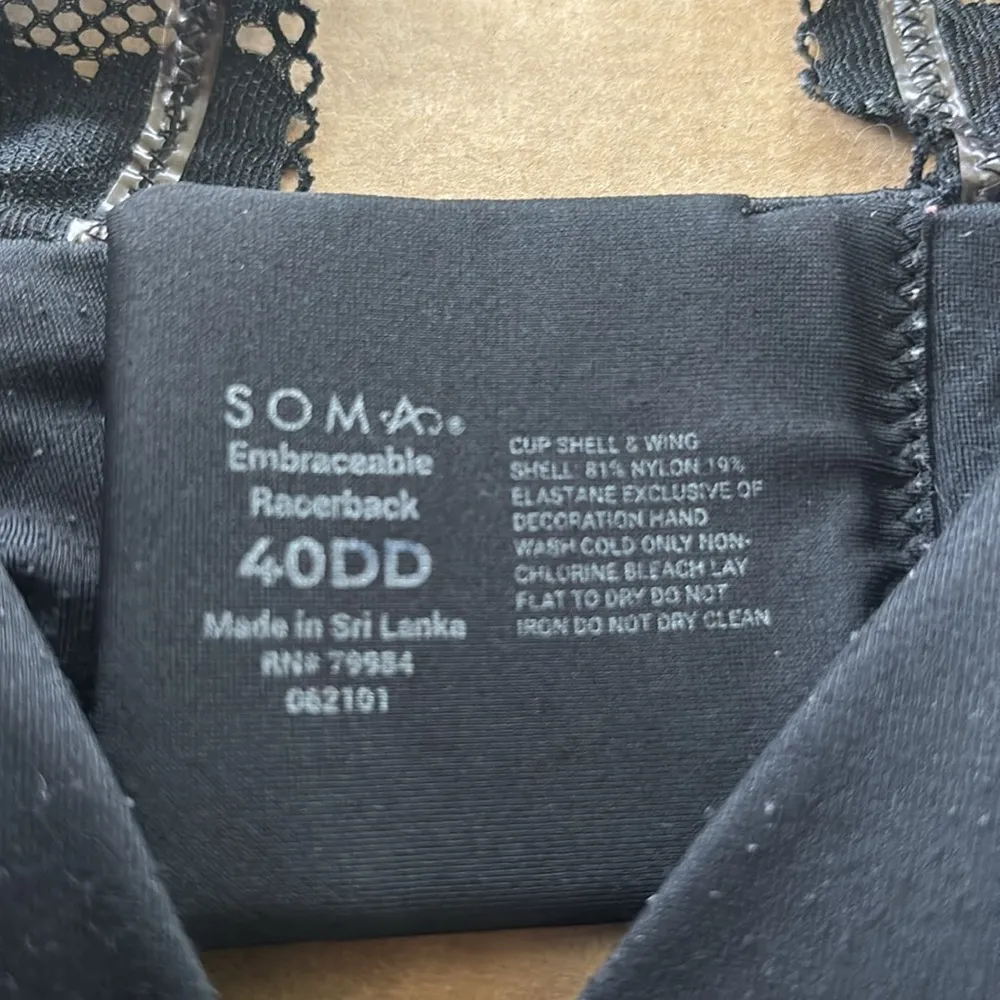 SOMA®
Embraceable
Racerback
40DD
Made in Sri Lanka
RN# 79984
062101
CUP SHELL & WING
SHELL: 81% NYLON 19%
ELASTANE EXCLUSIVE OF
DECORATION HAND
WASH COLD ONLY NON-
CHLORINE BLEACH LAY
FLAT TO DRY DO NOT
IRON DO NOT DRY CLEAN